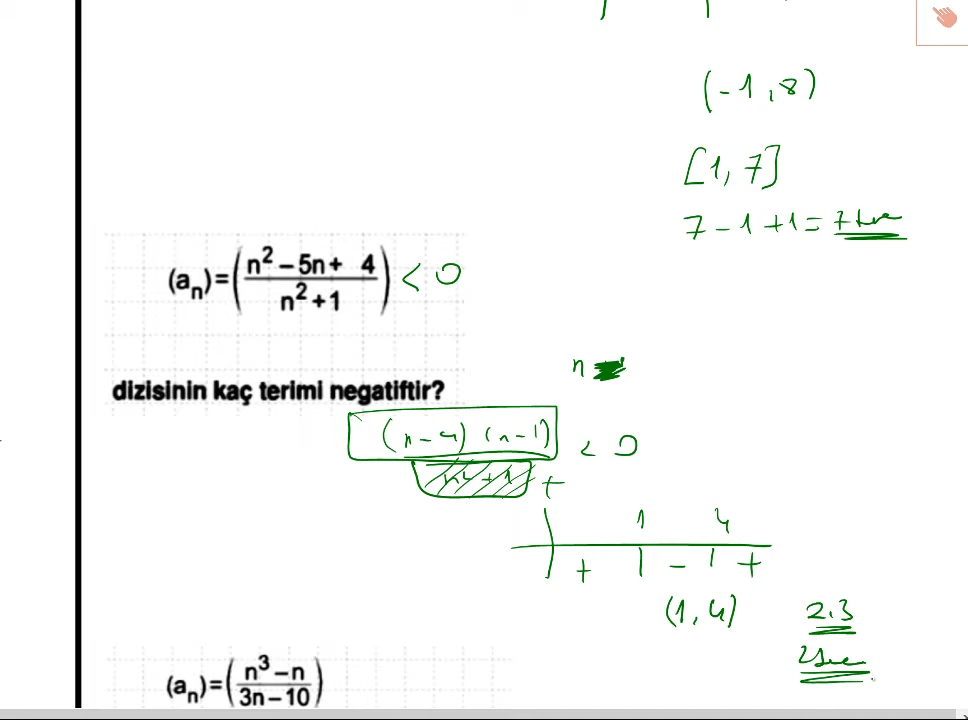 (-1, 8)
[1, 7]
7 - 1 + 1 = 7 tane
(aₙ) = ( (n² - 5n + 4) / (n² + 1) ) < 0
n
dizisinin kaç terimi negatiftir?
(n - 4) (n - 1) < 0
n² + 1 +
1 4
+ - +
(1, 4)
2, 3
2 tane
(aₙ) = ( (n³ - n) / (3n - 10) )